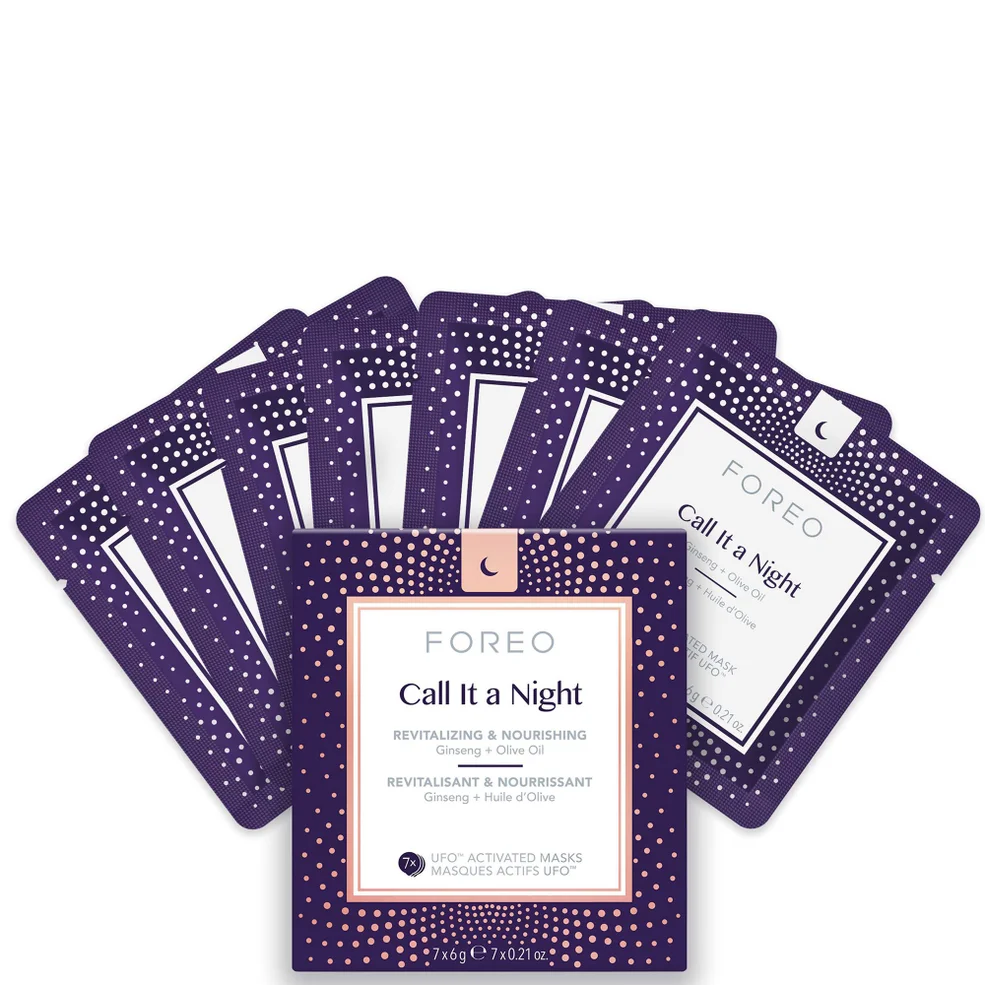 FOREO
Call It a Night
Ginseng + Olive Oil
+ Huile d'Olive
MASK
UFO™
6g ℮ 0.21 oz.
FOREO
Call It a Night
REVITALIZING & NOURISHING
Ginseng + Olive Oil
REVITALISANT & NOURRISSANT
Ginseng + Huile d'Olive
7x
UFO™ ACTIVATED MASKS
MASQUES ACTIFS UFO™
7 x 6 g ℮ 7 x 0.21 oz.